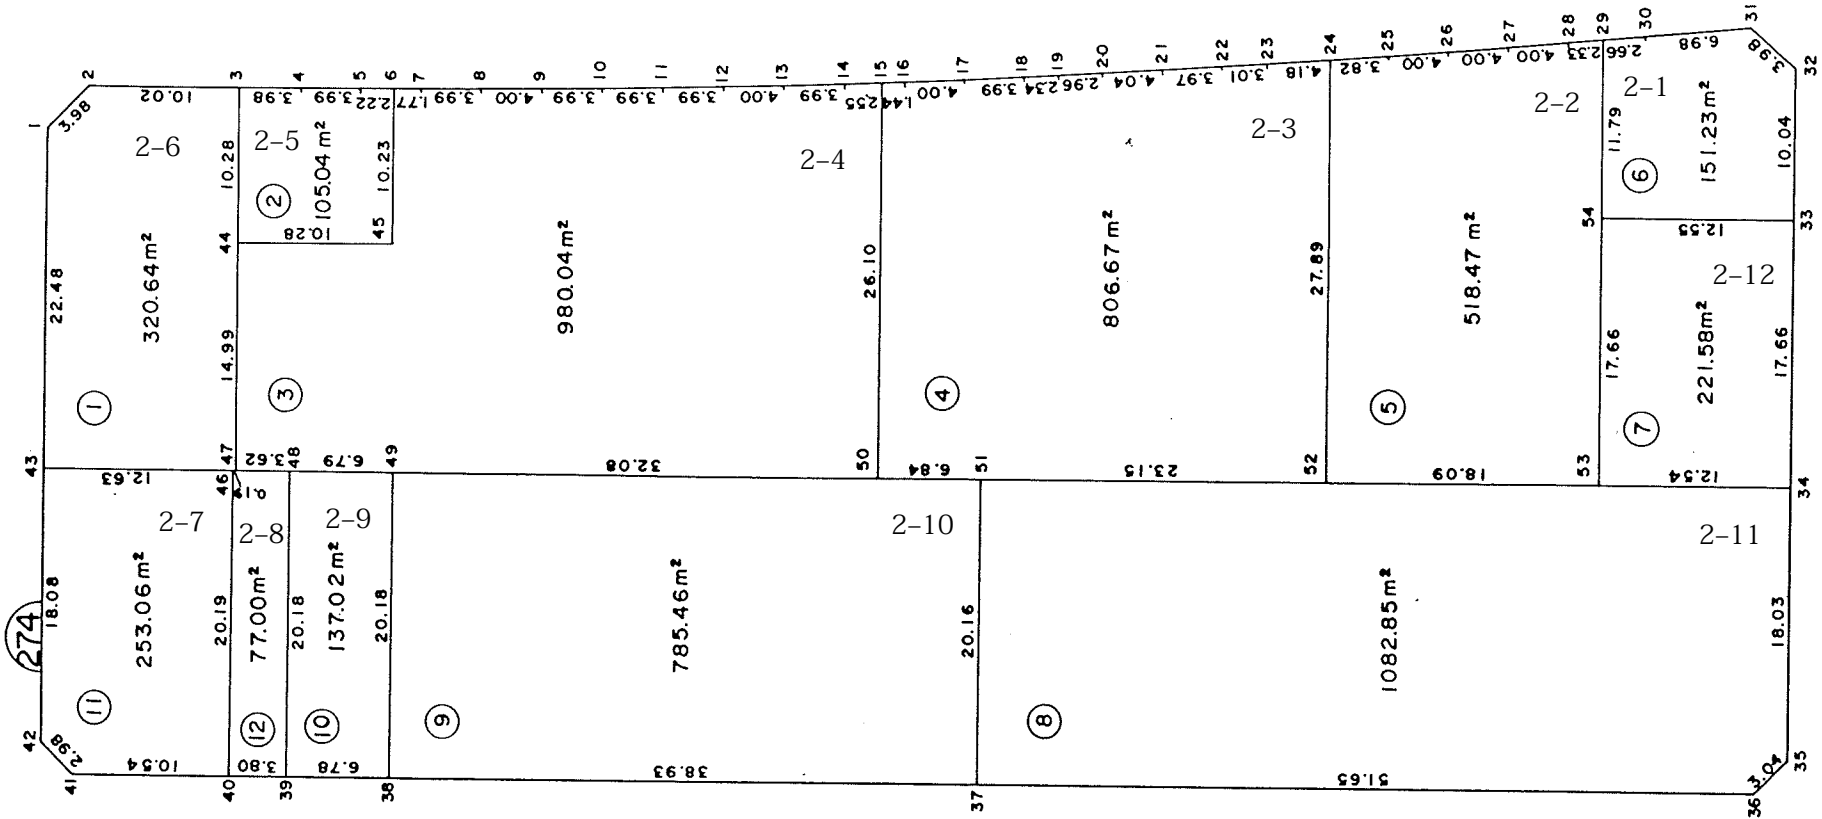 274
1 2 3 4 5 6 7 8 9 10 11 12 13 14 15 16 17 18 19 20 21 22 23 24 25 26 27 28 29 30 31
3.98 10.02 3.98 3.99 3.99 2.22 1.77 3.99 4.00 3.99 3.99 3.99 4.00 3.99 2.55 1.44 4.00 3.99 2.34 2.96 4.04 3.97 3.01 4.18 3.82 4.00 4.00 4.00 2.33 2.66 6.98 3.98
32
2-6 2-5 2-4 2-3 2-2 2-1
22.48 320.64m² 10.28
② 105.04m² 10.23
10.28
44 45
14.99
① ③
980.04m²
26.10
④
806.67m²
27.89
⑤
518.47m²
11.79
⑥ 151.23m² 10.04
54 12.55 33
2-12
17.66
⑦ 221.58m² 17.66
43 12.63 46 47 3.62 48 6.79 49 32.08 50 6.84 51 23.15 52 18.09 53 12.54 34
0.19
2-7 2-8 2-9 2-10 2-11
18.08
⑪ 253.06m²
20.19
⑫ 77.00m²
20.18
⑩ 137.02m²
20.18
⑨ 785.46m²
20.16
⑧ 1082.85m²
18.03
42 2.98 41 10.54 40 3.80 39 6.78 38 38.93 37 51.65 36 3.04 35